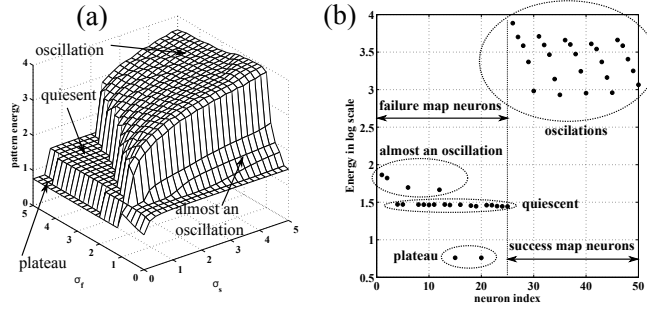 (a)
oscillation
quiesent
plateau
almost an
oscillation
pattern energy
4
3
2
1
0
5
4
3
2
1
0
σf
0
1
2
3
4
5
σs
(b)
Energy in log scale
4
3.5
3
2.5
2
1.5
1
0.5
failure map neurons
almost an oscillation
oscilations
quiescent
plateau
success map neurons
0
10
20
30
40
50
neuron index